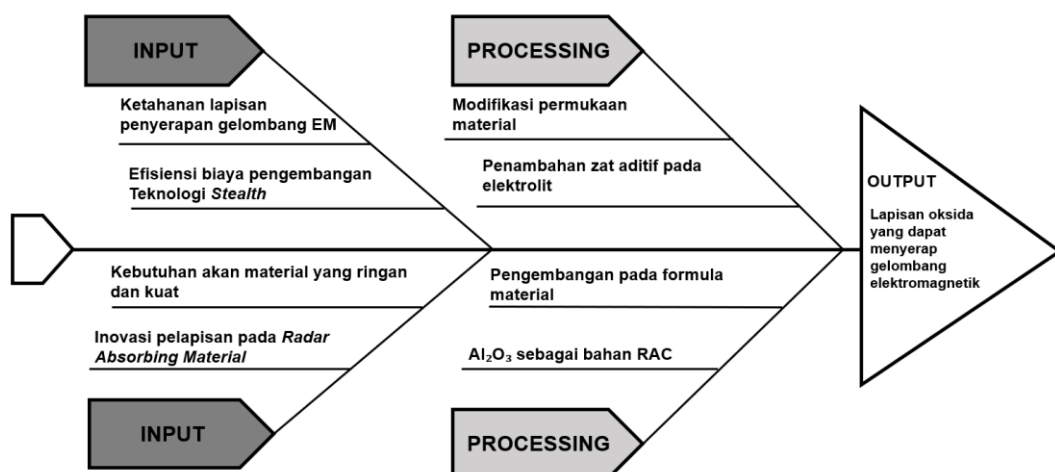 INPUT
Ketahanan lapisan
penyerapan gelombang EM
Efisiensi biaya pengembangan
Teknologi Stealth
PROCESSING
Modifikasi permukaan
material
Penambahan zat aditif pada
elektrolit
OUTPUT
Lapisan oksida
yang dapat
menyerap
gelombang
elektromagnetik
Kebutuhan akan material yang ringan
dan kuat
Inovasi pelapisan pada Radar
Absorbing Material
INPUT
Pengembangan pada formula
material
Al₂O₃ sebagai bahan RAC
PROCESSING